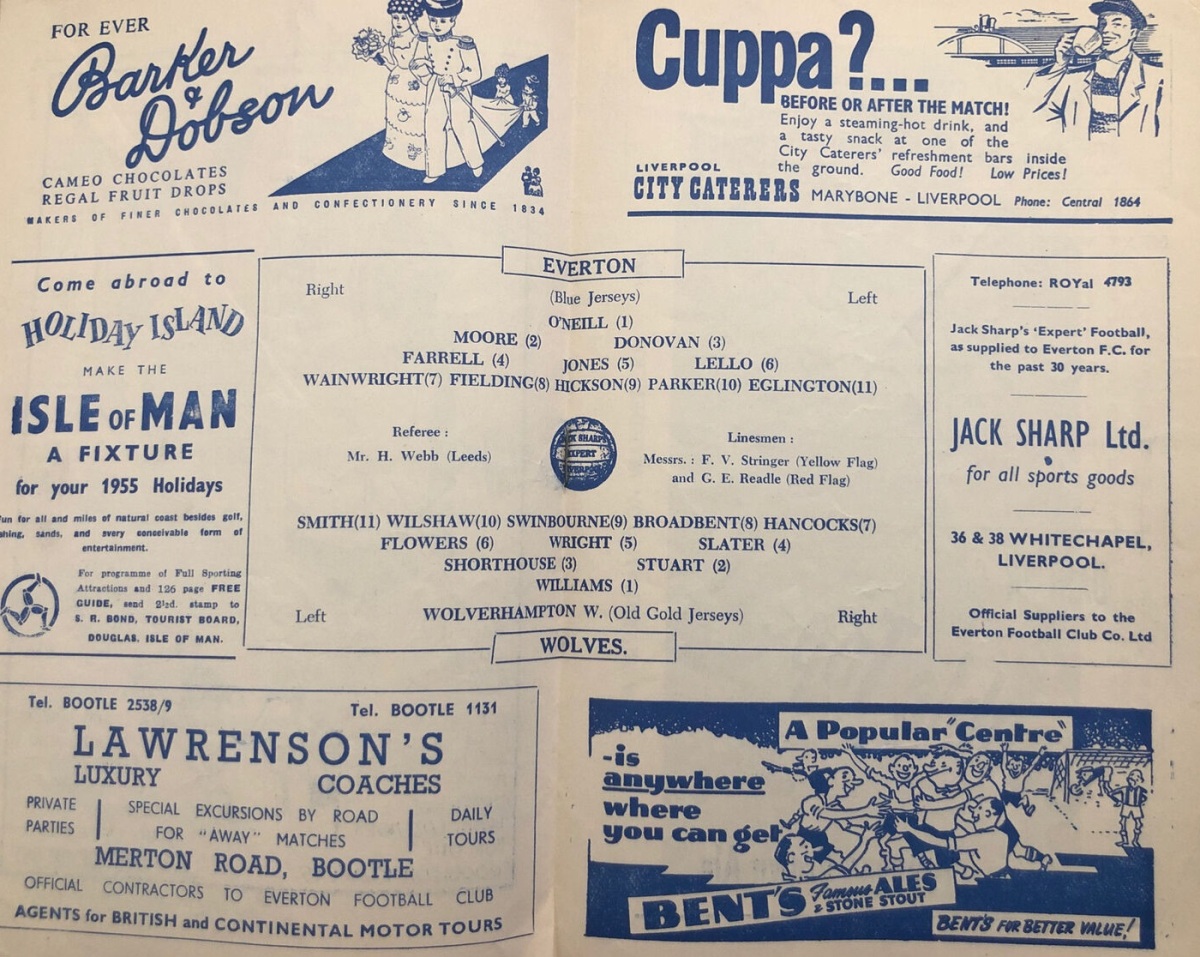 FOR EVER
Barker
& Dobson
CAMEO CHOCOLATES
REGAL FRUIT DROPS
MAKERS OF FINER CHOCOLATES AND CONFECTIONERY SINCE 1834
Cuppa?...
BEFORE OR AFTER THE MATCH!
Enjoy a steaming-hot drink, and
a tasty snack at one of the
City Caterers' refreshment bars inside
the ground. Good Food! Low Prices!
LIVERPOOL
CITY CATERERS MARYBONE - LIVERPOOL Phone: Central 1864
Come abroad to
HOLIDAY ISLAND
MAKE THE
ISLE OF MAN
A FIXTURE
for your 1955 Holidays
un for all and miles of natural coast besides golf,
hing, sands, and every conceivable form of
entertainment.
For programme of Full Sporting
Attractions and 126 page FREE
GUIDE, send 2½d. stamp to
S. R. BOND, TOURIST BOARD,
DOUGLAS. ISLE OF MAN.
EVERTON
Right
(Blue Jerseys)
Left
O'NEILL (1)
MOORE (2) DONOVAN (3)
FARRELL (4) JONES (5) LELLO (6)
WAINWRIGHT(7) FIELDING(8) HICKSON(9) PARKER(10) EGLINGTON(11)
Referee :
Mr. H. Webb (Leeds)
JACK SHARP'S
EXPERT
LIVERPOOL
Linesmen :
Messrs. : F. V. Stringer (Yellow Flag)
and G. E. Readle (Red Flag)
SMITH(11) WILSHAW(10) SWINBOURNE(9) BROADBENT(8) HANCOCKS(7)
FLOWERS (6) WRIGHT (5) SLATER (4)
SHORTHOUSE (3) STUART (2)
WILLIAMS (1)
Left
WOLVERHAMPTON W. (Old Gold Jerseys)
Right
WOLVES.
Telephone: ROYal 4793
Jack Sharp's 'Expert' Football,
as supplied to Everton F.C. for
the past 30 years.
JACK SHARP Ltd.
for all sports goods
36 & 38 WHITECHAPEL,
LIVERPOOL.
Official Suppliers to the
Everton Football Club Co. Ltd
Tel. BOOTLE 2538/9 Tel. BOOTLE 1131
LAWRENSON'S
LUXURY COACHES
PRIVATE
PARTIES
SPECIAL EXCURSIONS BY ROAD
FOR "AWAY" MATCHES
DAILY
TOURS
MERTON ROAD, BOOTLE
OFFICIAL CONTRACTORS TO EVERTON FOOTBALL CLUB
AGENTS for BRITISH and CONTINENTAL MOTOR TOURS
A Popular "Centre"
-is
anywhere
where
you can get
BENT'S Famous ALES
& STONE STOUT
BENT'S FOR BETTER VALUE!